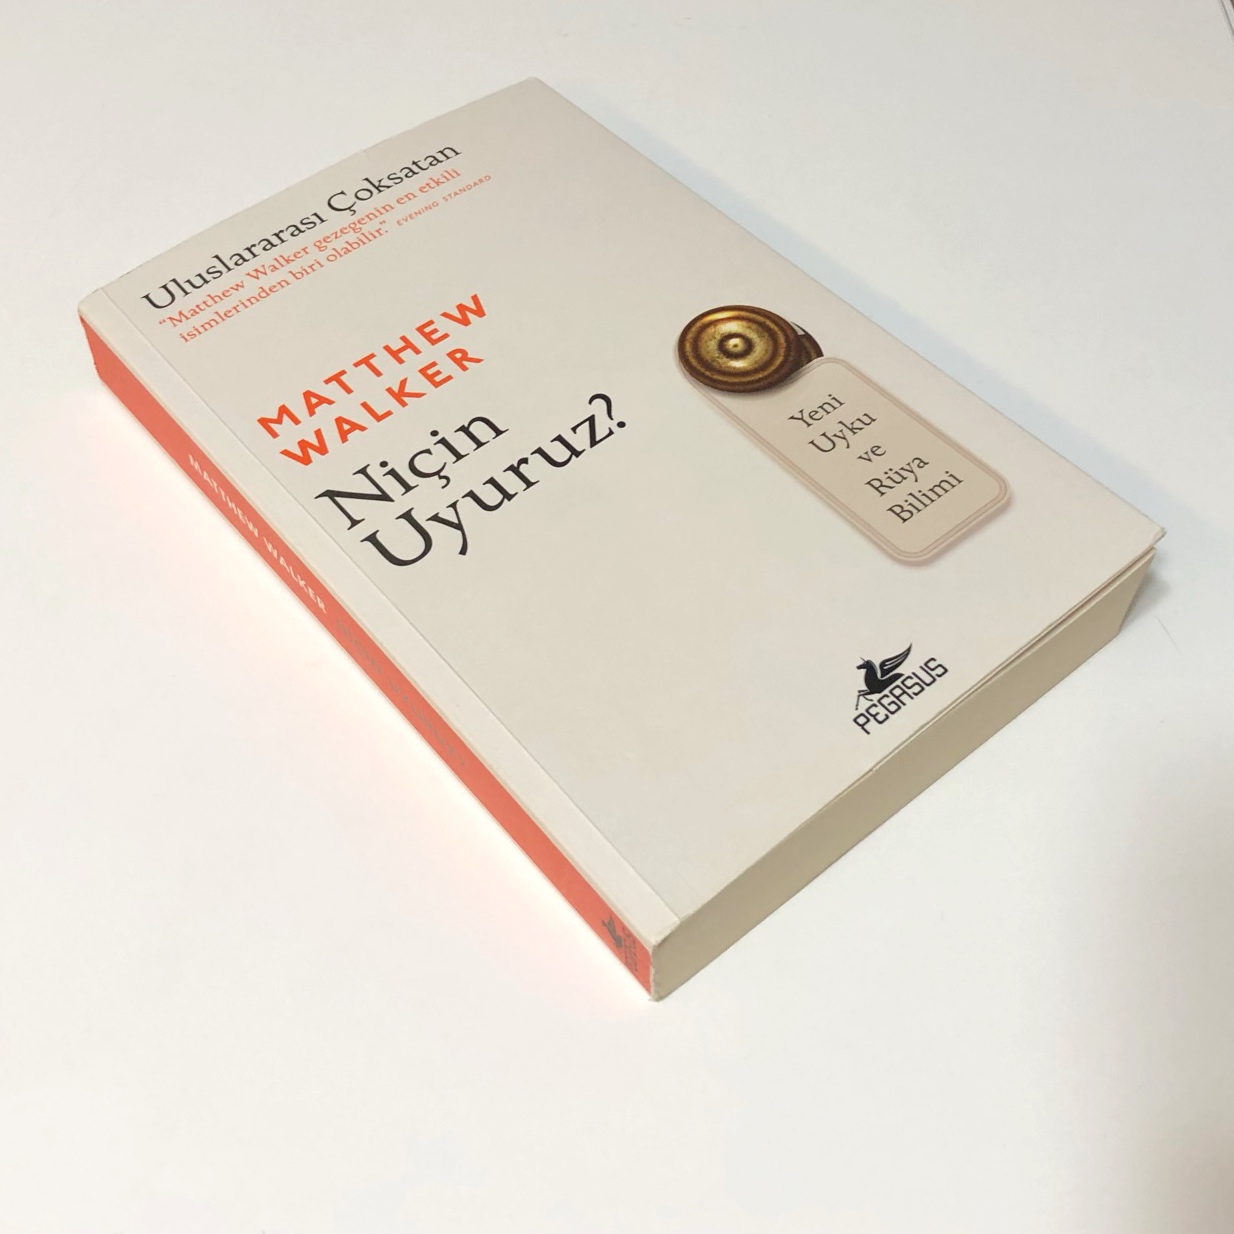 Uluslararası Çoksatan
“Matthew Walker gezegenin en etkili
isimlerinden biri olabilir.” EVENING STANDARD
MATTHEW
WALKER
Niçin
Uyuruz?
Yeni
Uyku
ve
Rüya
Bilimi
PEGASUS
MATTHEW WALKER